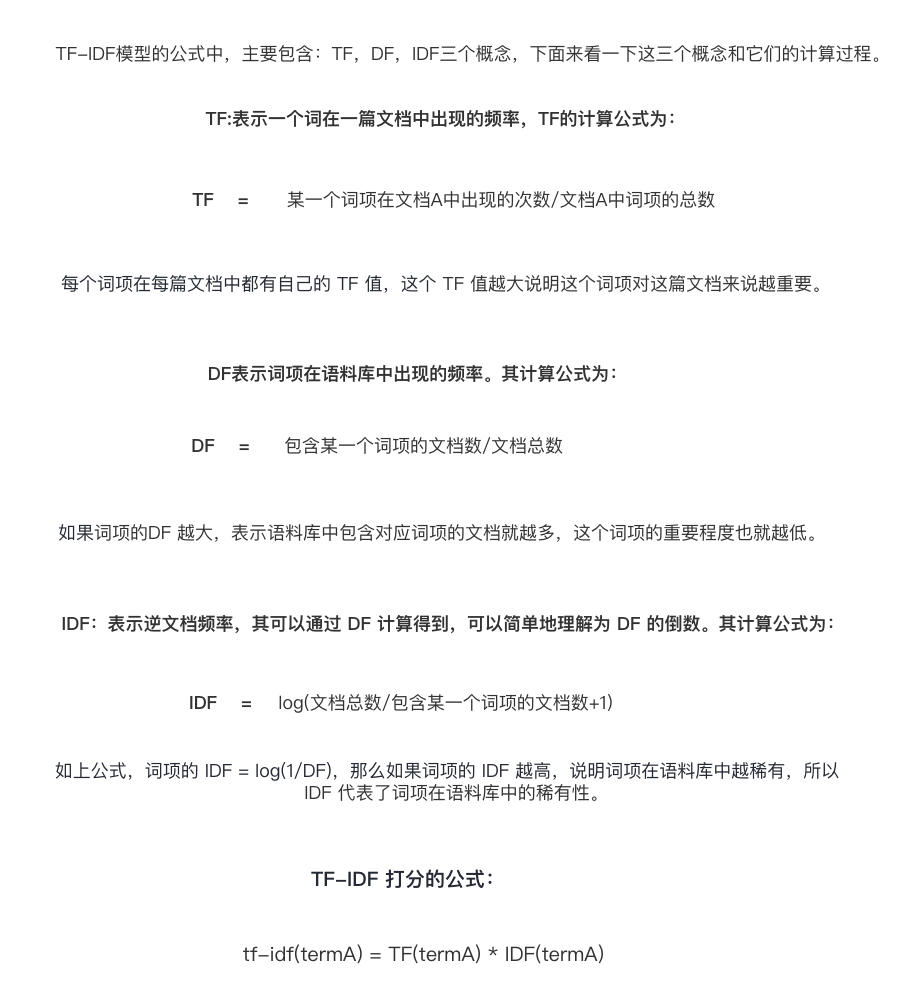 TF-IDF模型的公式中，主要包含：TF，DF，IDF三个概念，下面来看一下这三个概念和它们的计算过程。
TF:表示一个词在一篇文档中出现的频率，TF的计算公式为：
TF = 某一个词项在文档A中出现的次数/文档A中词项的总数
每个词项在每篇文档中都有自己的 TF 值，这个 TF 值越大说明这个词项对这篇文档来说越重要。
DF表示词项在语料库中出现的频率。其计算公式为：
DF = 包含某一个词项的文档数/文档总数
如果词项的DF 越大，表示语料库中包含对应词项的文档就越多，这个词项的重要程度也就越低。
IDF：表示逆文档频率，其可以通过 DF 计算得到，可以简单地理解为 DF 的倒数。其计算公式为：
IDF = log(文档总数/包含某一个词项的文档数+1)
如上公式，词项的 IDF = log(1/DF)，那么如果词项的 IDF 越高，说明词项在语料库中越稀有，所以
IDF 代表了词项在语料库中的稀有性。
TF-IDF 打分的公式：
tf-idf(termA) = TF(termA) * IDF(termA)